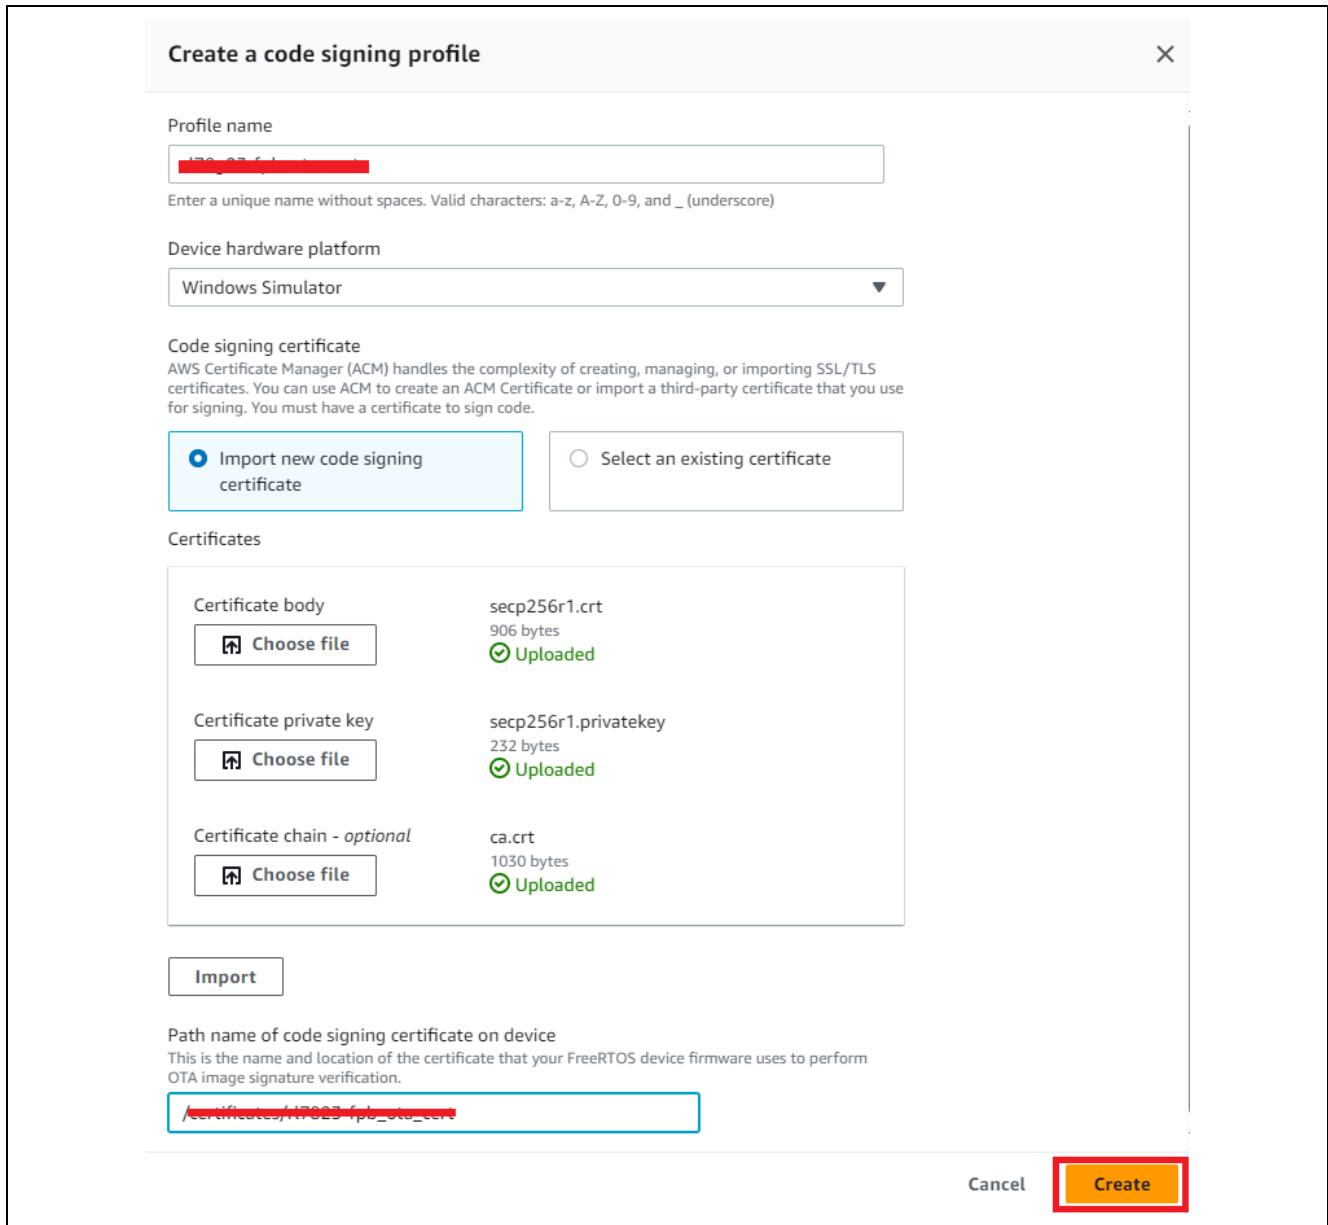 Create a code signing profile
Profile name
Enter a unique name without spaces. Valid characters: a-z, A-Z, 0-9, and _ (underscore)
Device hardware platform
Windows Simulator
Code signing certificate
AWS Certificate Manager (ACM) handles the complexity of creating, managing, or importing SSL/TLS
certificates. You can use ACM to create an ACM Certificate or import a third-party certificate that you use
for signing. You must have a certificate to sign code.
Import new code signing
certificate
Select an existing certificate
Certificates
Certificate body
secp256r1.crt
906 bytes
Choose file
Uploaded
Certificate private key
secp256r1.privatekey
232 bytes
Choose file
Uploaded
Certificate chain - optional
ca.crt
1030 bytes
Choose file
Uploaded
Import
Path name of code signing certificate on device
This is the name and location of the certificate that your FreeRTOS device firmware uses to perform
OTA image signature verification.
Cancel
Create